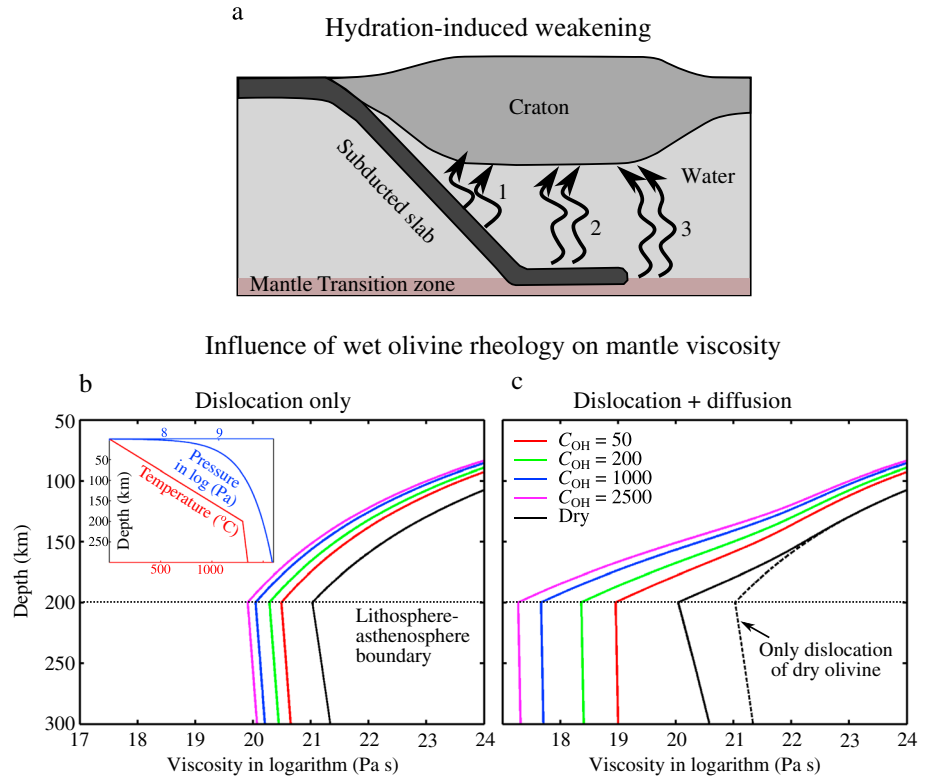 a
Hydration-induced weakening
Craton
Subducted slab
Water
1
2
3
Mantle Transition zone
Influence of wet olivine rheology on mantle viscosity
b
Dislocation only
50
100
150
200
250
300
Depth (km)
17
18
19
20
21
22
23
24
Viscosity in logarithm (Pa s)
8
9
50
100
150
200
250
Depth (km)
Pressure
in log (Pa)
Temperature (°C)
500
1000
Lithosphere-
asthenosphere
boundary
c
Dislocation + diffusion
C_OH = 50
C_OH = 200
C_OH = 1000
C_OH = 2500
Dry
Only dislocation
of dry olivine
18
19
20
21
22
23
24
Viscosity in logarithm (Pa s)